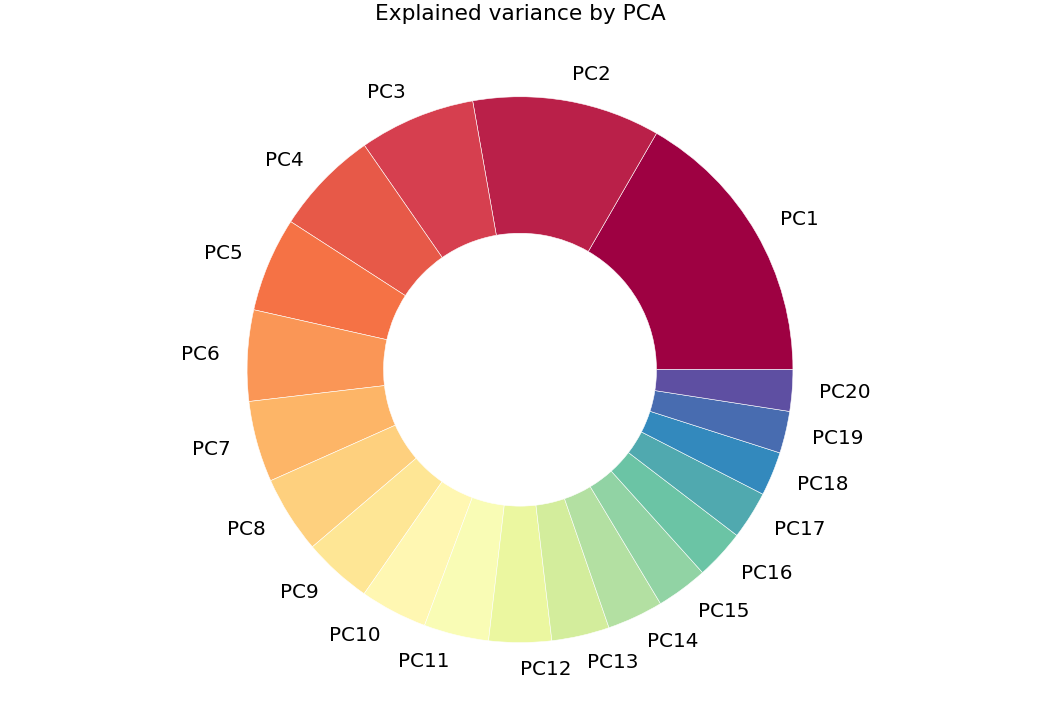 Explained variance by PCA
PC1
PC2
PC3
PC4
PC5
PC6
PC7
PC8
PC9
PC10
PC11
PC12
PC13
PC14
PC15
PC16
PC17
PC18
PC19
PC20